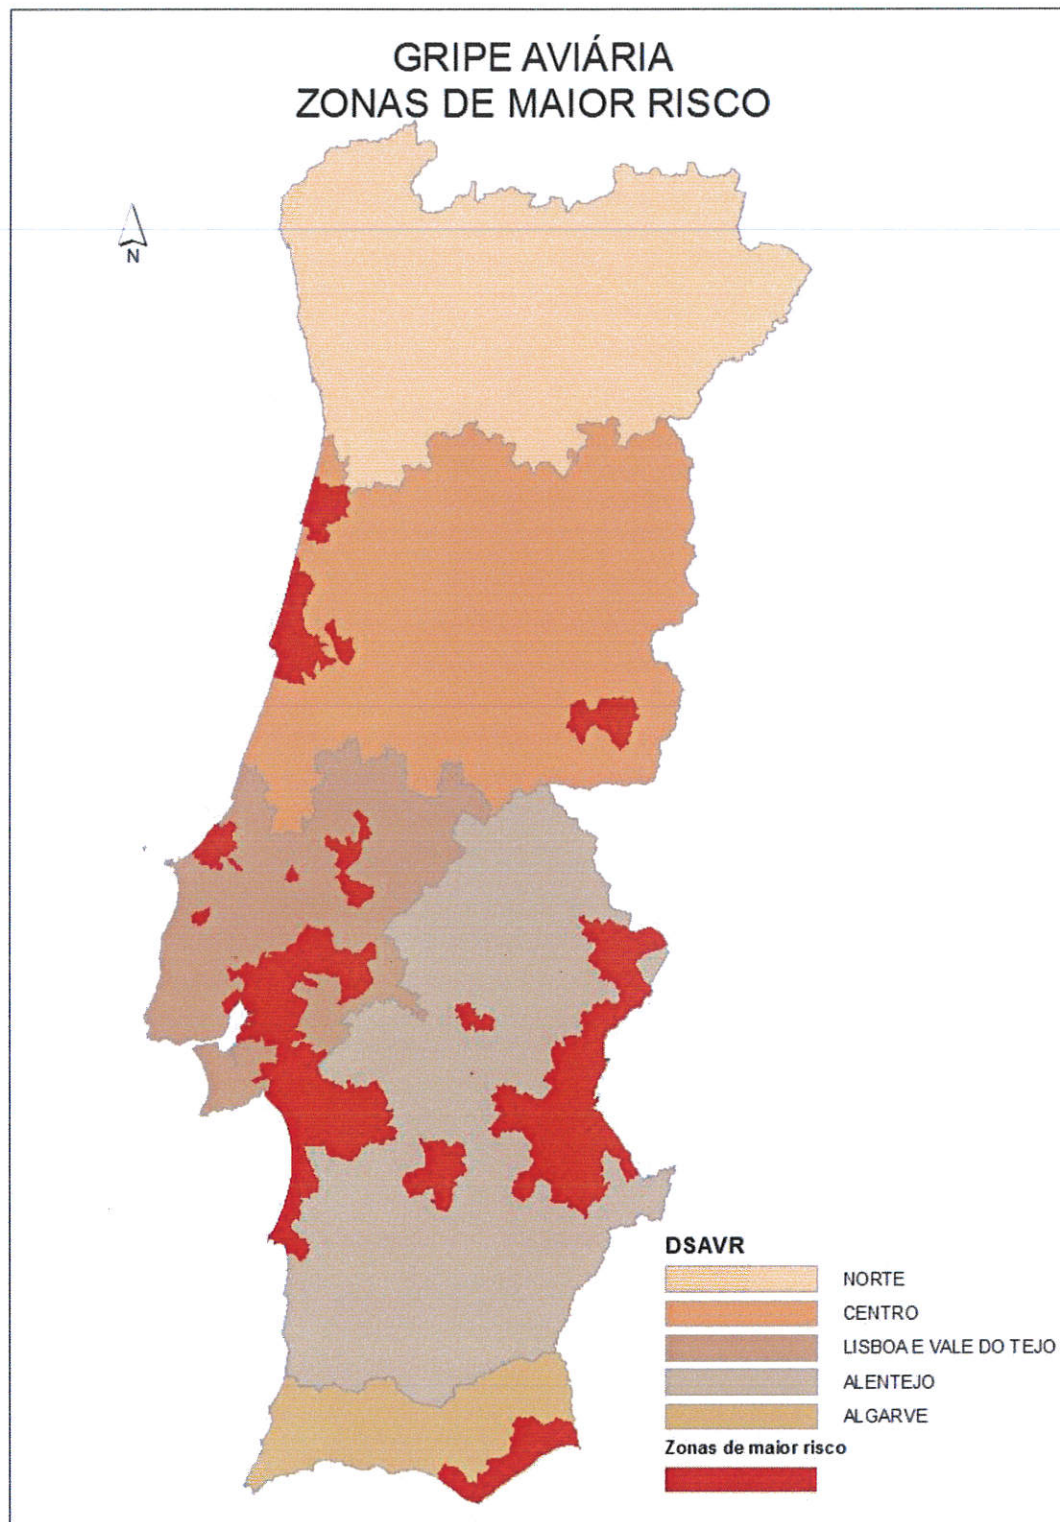 GRIPE AVIÁRIA
ZONAS DE MAIOR RISCO
N
DSAVR
NORTE
CENTRO
LISBOA E VALE DO TEJO
ALENTEJO
ALGARVE
Zonas de maior risco